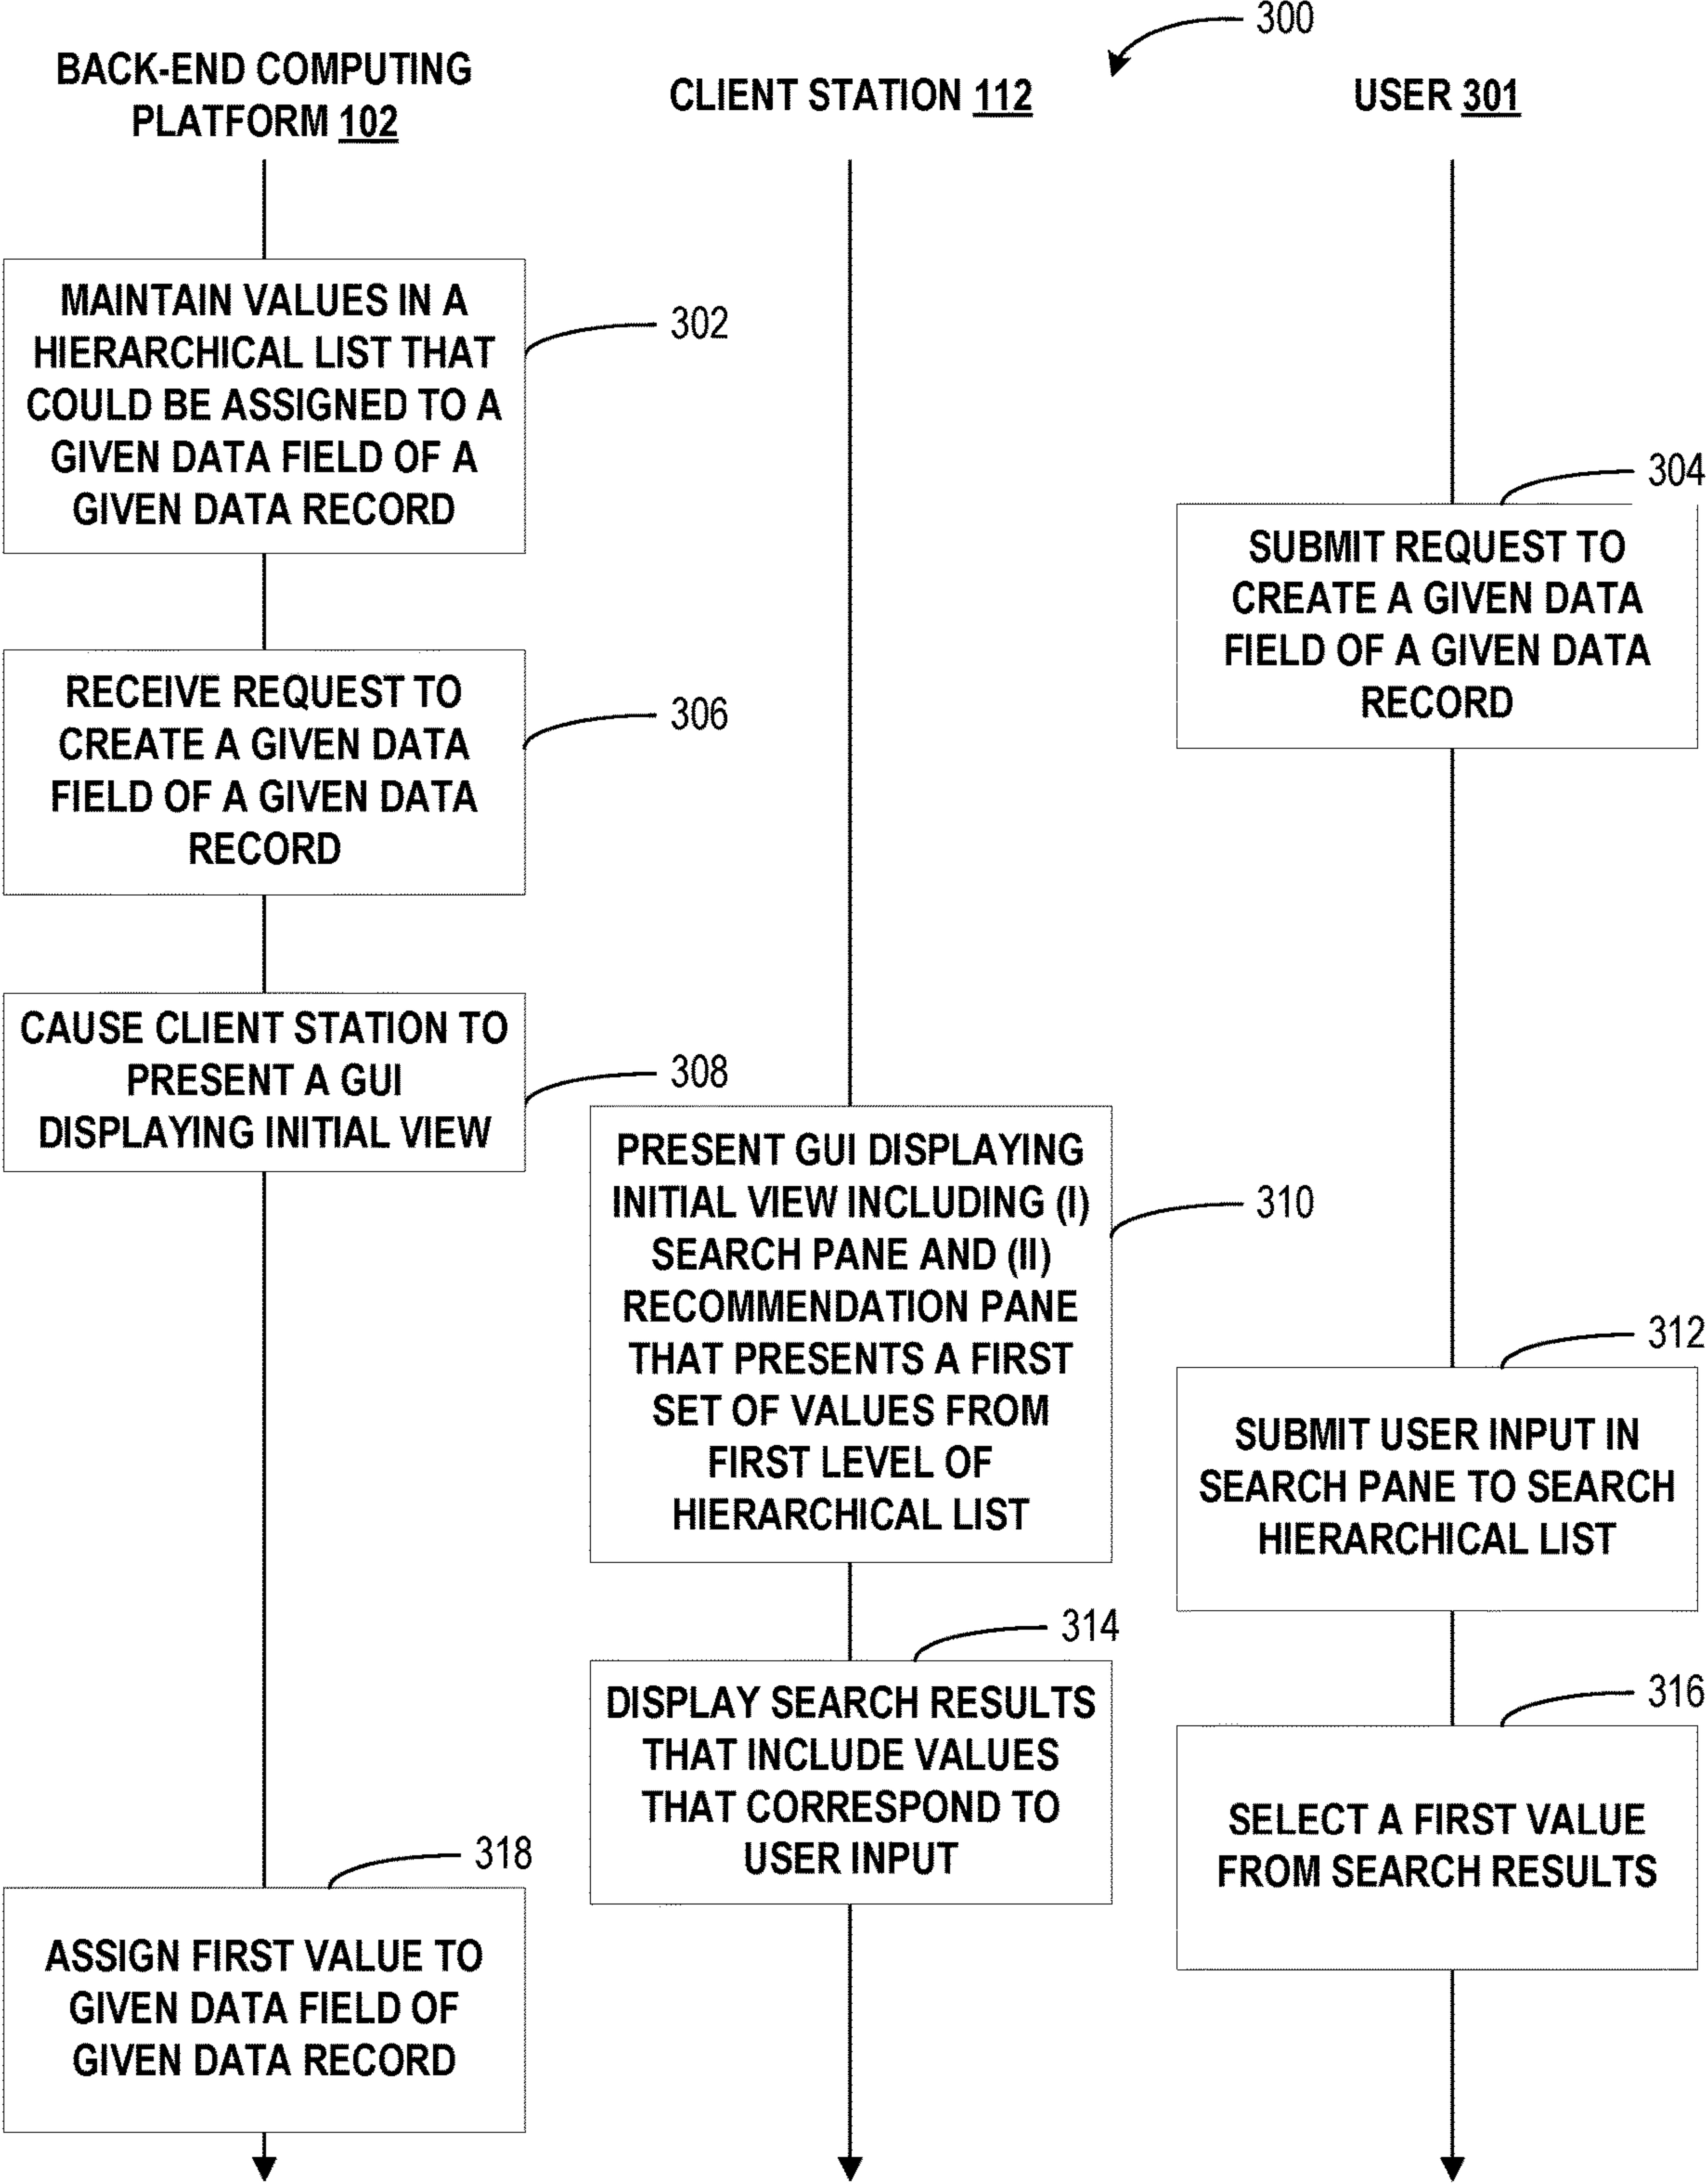 300
BACK-END COMPUTING
PLATFORM 102
CLIENT STATION 112
USER 301
MAINTAIN VALUES IN A
HIERARCHICAL LIST THAT
COULD BE ASSIGNED TO A
GIVEN DATA FIELD OF A
GIVEN DATA RECORD
302
304
SUBMIT REQUEST TO
CREATE A GIVEN DATA
FIELD OF A GIVEN DATA
RECORD
RECEIVE REQUEST TO
CREATE A GIVEN DATA
FIELD OF A GIVEN DATA
RECORD
306
CAUSE CLIENT STATION TO
PRESENT A GUI
DISPLAYING INITIAL VIEW
308
PRESENT GUI DISPLAYING
INITIAL VIEW INCLUDING (I)
SEARCH PANE AND (II)
RECOMMENDATION PANE
THAT PRESENTS A FIRST
SET OF VALUES FROM
FIRST LEVEL OF
HIERARCHICAL LIST
310
312
SUBMIT USER INPUT IN
SEARCH PANE TO SEARCH
HIERARCHICAL LIST
314
DISPLAY SEARCH RESULTS
THAT INCLUDE VALUES
THAT CORRESPOND TO
USER INPUT
316
SELECT A FIRST VALUE
FROM SEARCH RESULTS
318
ASSIGN FIRST VALUE TO
GIVEN DATA FIELD OF
GIVEN DATA RECORD